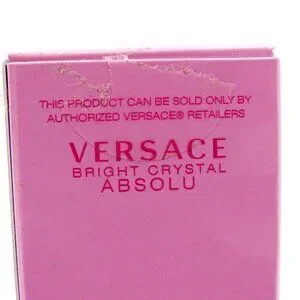 THIS PRODUCT CAN BE SOLD ONLY BY
AUTHORIZED VERSACE® RETAILERS
VERSACE
BRIGHT CRYSTAL
ABSOLU